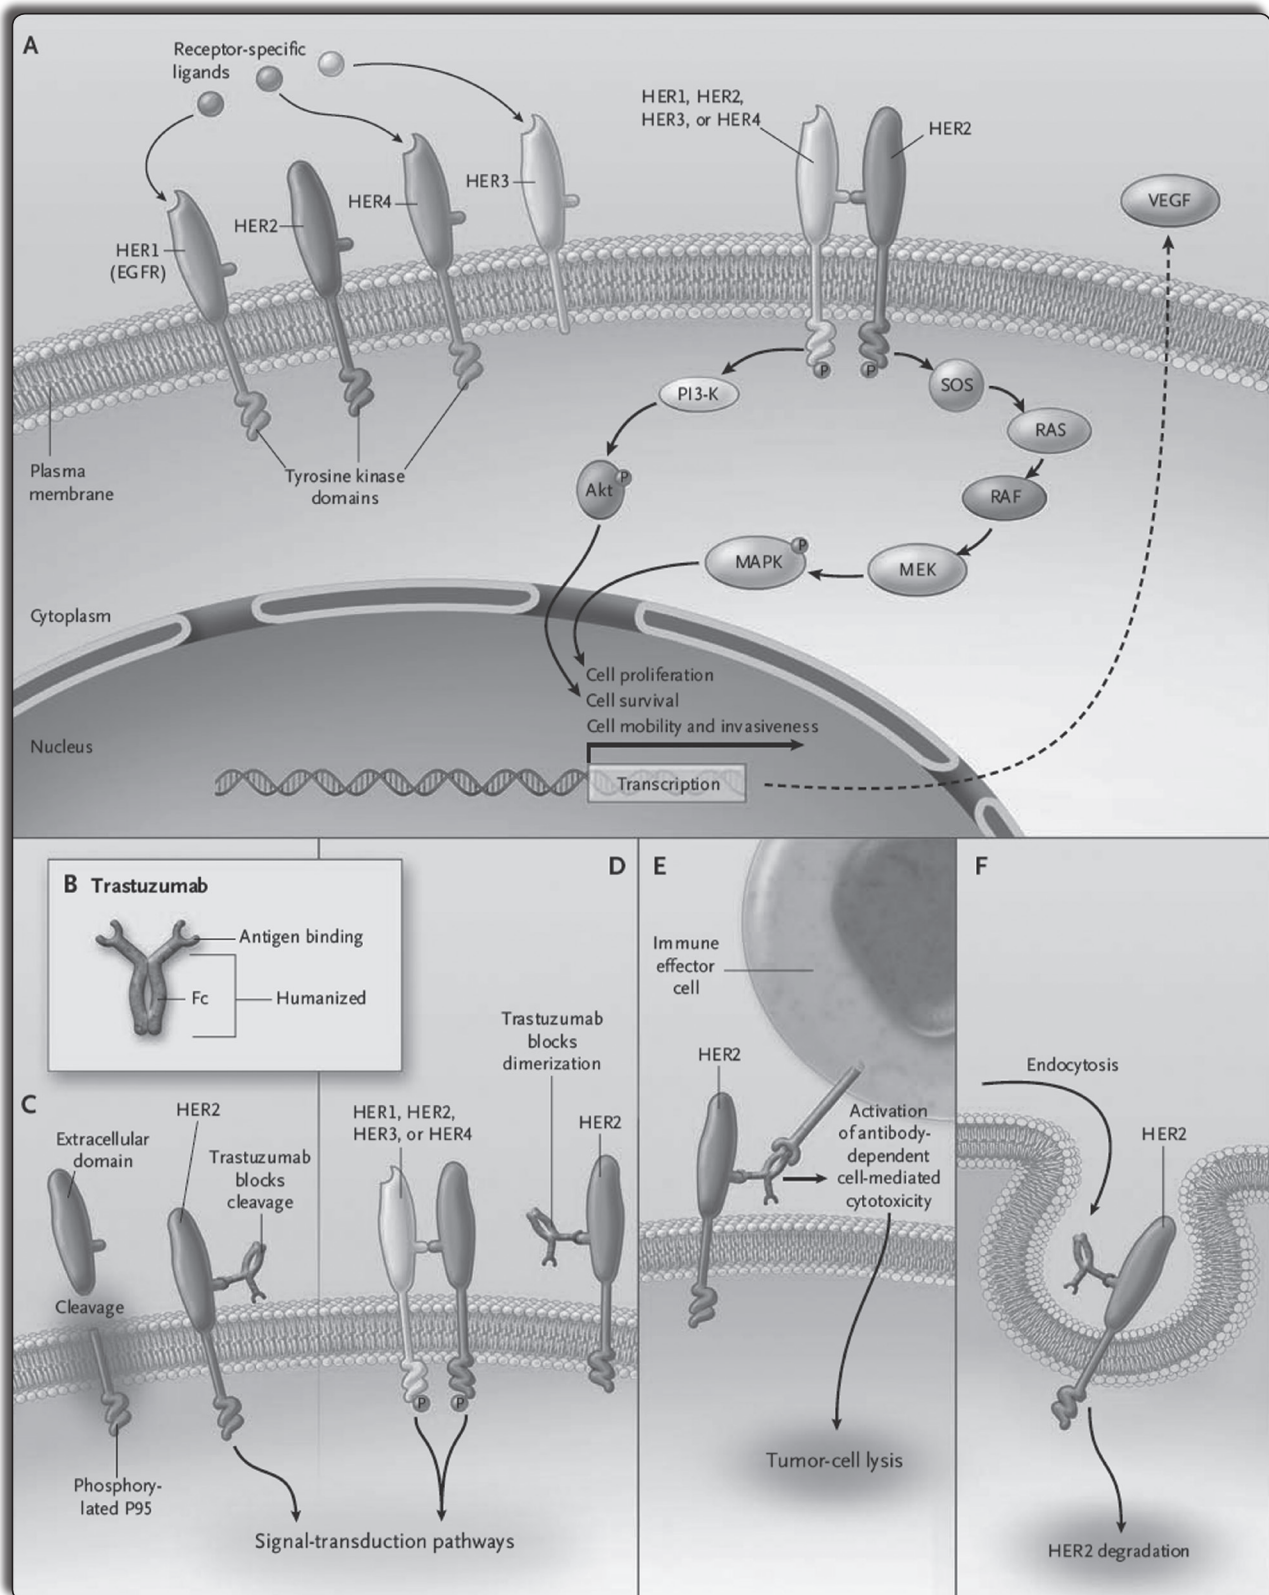 A
Receptor-specific
ligands
HER1, HER2,
HER3, or HER4
HER2
VEGF
HER3
HER4
HER2
HER1
(EGFR)
P
P
PI3-K
SOS
RAS
RAF
MEK
MAPK
P
Akt
P
Plasma
membrane
Tyrosine kinase
domains
Cytoplasm
Cell proliferation
Cell survival
Cell mobility and invasiveness
Nucleus
Transcription
B Trastuzumab
Antigen binding
Fc
Humanized
C
HER2
Extracellular
domain
Trastuzumab
blocks
cleavage
Cleavage
Phosphory-
lated P95
D
Trastuzumab
blocks
dimerization
HER1, HER2,
HER3, or HER4
HER2
P
P
Signal-transduction pathways
E
Immune
effector
cell
HER2
Activation
of antibody-
dependent
cell-mediated
cytotoxicity
Tumor-cell lysis
F
Endocytosis
HER2
HER2 degradation